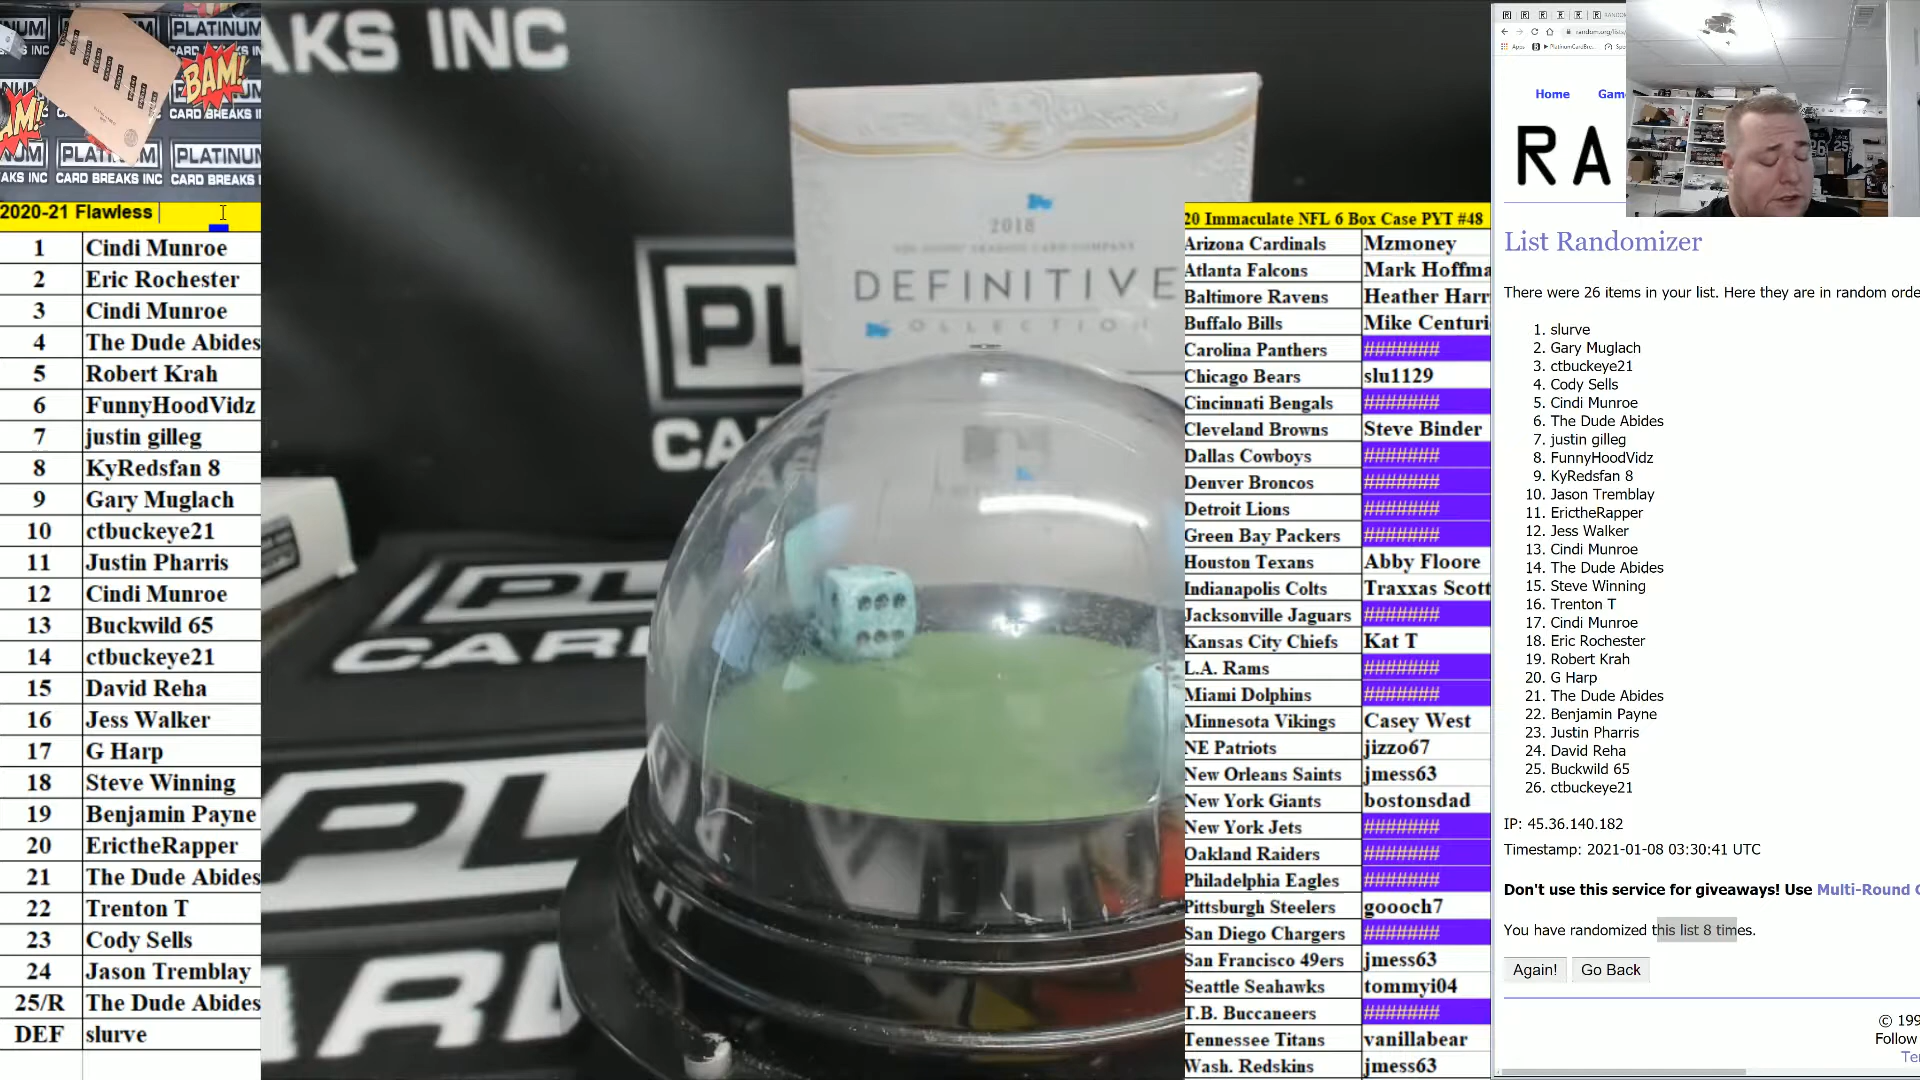 KS INC
PLATINUM
CARD BREAKS INC
BAM!
2020-21 Flawless
1 Cindi Munroe
2 Eric Rochester
3 Cindi Munroe
4 The Dude Abides
5 Robert Krah
6 FunnyHoodVidz
7 justin gilleg
8 KyRedsfan 8
9 Gary Muglach
10 ctbuckeye21
11 Justin Pharris
12 Cindi Munroe
13 Buckwild 65
14 ctbuckeye21
15 David Reha
16 Jess Walker
17 G Harp
18 Steve Winning
19 Benjamin Payne
20 ErictheRapper
21 The Dude Abides
22 Trenton T
23 Cody Sells
24 Jason Tremblay
25/R The Dude Abides
DEF slurve
2018
DEFINITIVE
COLLECTION
20 Immaculate NFL 6 Box Case PYT #48
Arizona Cardinals Mzmoney
Atlanta Falcons Mark Hoffma
Baltimore Ravens Heather Harr
Buffalo Bills Mike Centuri
Carolina Panthers #######
Chicago Bears slu1129
Cincinnati Bengals #######
Cleveland Browns Steve Binder
Dallas Cowboys #######
Denver Broncos #######
Detroit Lions #######
Green Bay Packers #######
Houston Texans Abby Floore
Indianapolis Colts Traxxas Scott
Jacksonville Jaguars #######
Kansas City Chiefs Kat T
L.A. Rams #######
Miami Dolphins #######
Minnesota Vikings Casey West
NE Patriots jizzo67
New Orleans Saints jmess63
New York Giants bostonsdad
New York Jets #######
Oakland Raiders #######
Philadelphia Eagles #######
Pittsburgh Steelers goooch7
San Diego Chargers #######
San Francisco 49ers jmess63
Seattle Seahawks tommyi04
T.B. Buccaneers #######
Tennessee Titans vanillabear
Wash. Redskins jmess63
Home Gam
RA
List Randomizer
There were 26 items in your list. Here they are in random orde
1. slurve
2. Gary Muglach
3. ctbuckeye21
4. Cody Sells
5. Cindi Munroe
6. The Dude Abides
7. justin gilleg
8. FunnyHoodVidz
9. KyRedsfan 8
10. Jason Tremblay
11. ErictheRapper
12. Jess Walker
13. Cindi Munroe
14. The Dude Abides
15. Steve Winning
16. Trenton T
17. Cindi Munroe
18. Eric Rochester
19. Robert Krah
20. G Harp
21. The Dude Abides
22. Benjamin Payne
23. Justin Pharris
24. David Reha
25. Buckwild 65
26. ctbuckeye21
IP: 45.36.140.182
Timestamp: 2021-01-08 03:30:41 UTC
Don't use this service for giveaways! Use Multi-Round
You have randomized this list 8 times.
Again! Go Back
© 199
Follow
Te